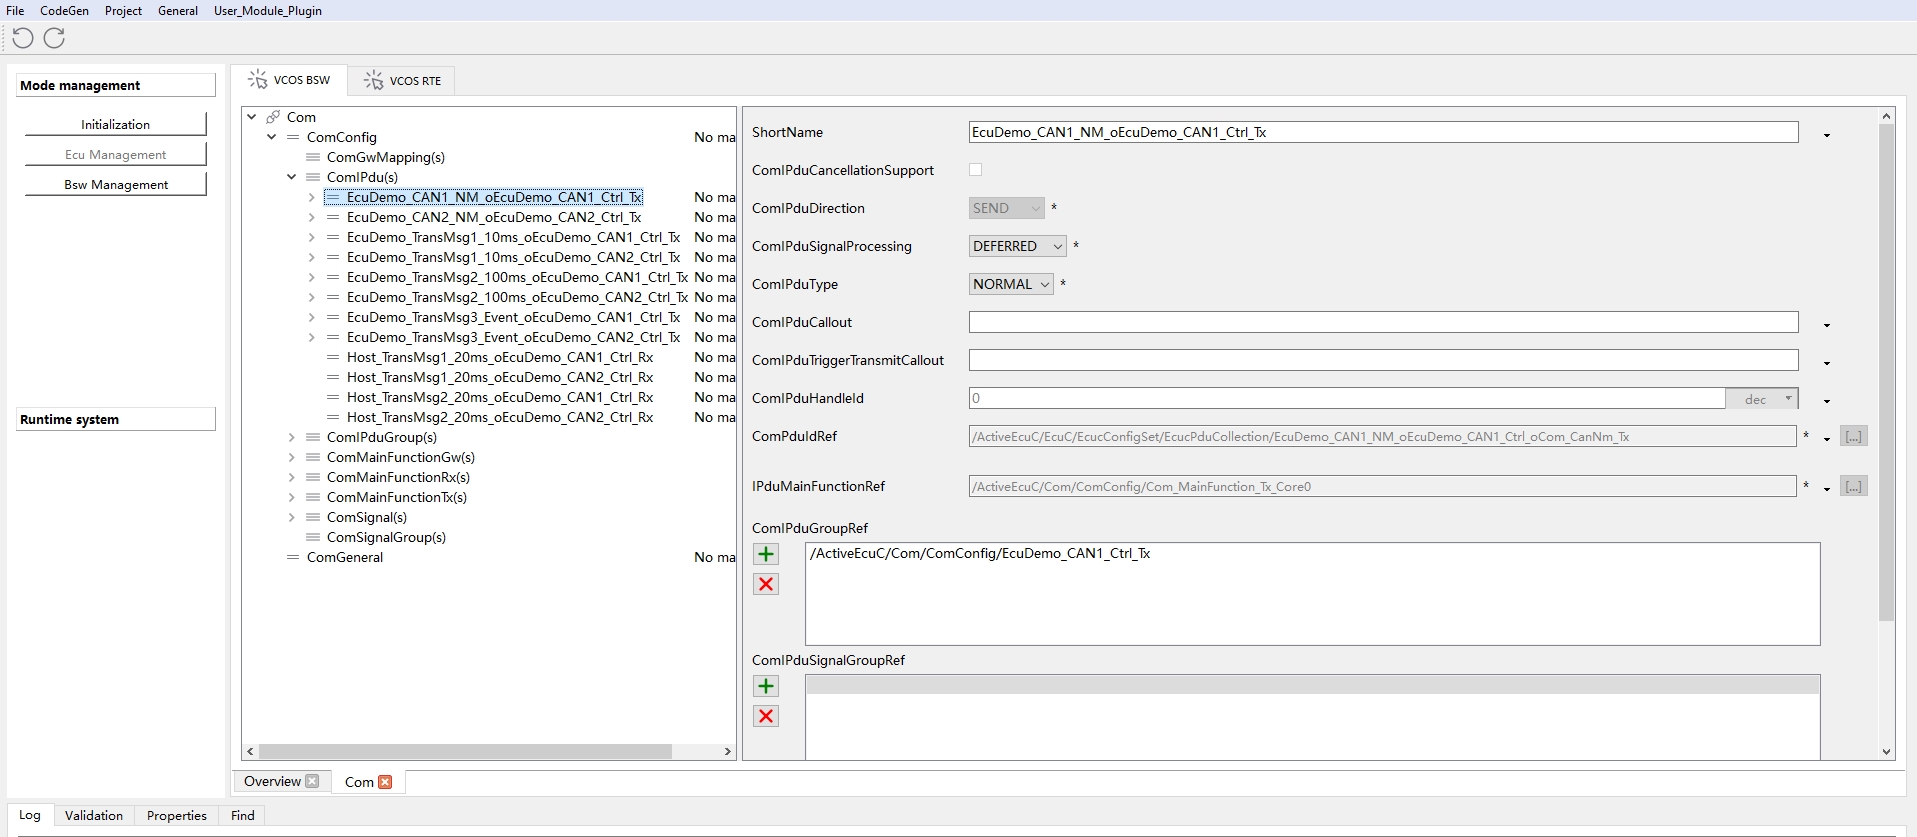 File CodeGen Project General User_Module_Plugin
Mode management
Initialization
Ecu Management
Bsw Management
Runtime system
VCOS BSW VCOS RTE
Com
ComConfig No ma
ComGwMapping(s)
ComIPdu(s)
EcuDemo_CAN1_NM_oEcuDemo_CAN1_Ctrl_Tx No ma
EcuDemo_CAN2_NM_oEcuDemo_CAN2_Ctrl_Tx No ma
EcuDemo_TransMsg1_10ms_oEcuDemo_CAN1_Ctrl_Tx No ma
EcuDemo_TransMsg1_10ms_oEcuDemo_CAN2_Ctrl_Tx No ma
EcuDemo_TransMsg2_100ms_oEcuDemo_CAN1_Ctrl_Tx No ma
EcuDemo_TransMsg2_100ms_oEcuDemo_CAN2_Ctrl_Tx No ma
EcuDemo_TransMsg3_Event_oEcuDemo_CAN1_Ctrl_Tx No ma
EcuDemo_TransMsg3_Event_oEcuDemo_CAN2_Ctrl_Tx No ma
Host_TransMsg1_20ms_oEcuDemo_CAN1_Ctrl_Rx No ma
Host_TransMsg1_20ms_oEcuDemo_CAN2_Ctrl_Rx No ma
Host_TransMsg2_20ms_oEcuDemo_CAN1_Ctrl_Rx No ma
Host_TransMsg2_20ms_oEcuDemo_CAN2_Ctrl_Rx No ma
ComIPduGroup(s)
ComMainFunctionGw(s)
ComMainFunctionRx(s)
ComMainFunctionTx(s)
ComSignal(s)
ComSignalGroup(s)
ComGeneral No ma
ShortName EcuDemo_CAN1_NM_oEcuDemo_CAN1_Ctrl_Tx
ComIPduCancellationSupport
ComIPduDirection SEND *
ComIPduSignalProcessing DEFERRED *
ComIPduType NORMAL *
ComIPduCallout
ComIPduTriggerTransmitCallout
ComIPduHandleId 0 dec
ComPduIdRef /ActiveEcuC/EcuC/EcucConfigSet/EcucPduCollection/EcuDemo_CAN1_NM_oEcuDemo_CAN1_Ctrl_oCom_CanNm_Tx * [...]
IPduMainFunctionRef /ActiveEcuC/Com/ComConfig/Com_MainFunction_Tx_Core0 * [...]
ComIPduGroupRef
/ActiveEcuC/Com/ComConfig/EcuDemo_CAN1_Ctrl_Tx
ComIPduSignalGroupRef
Overview Com
Log Validation Properties Find